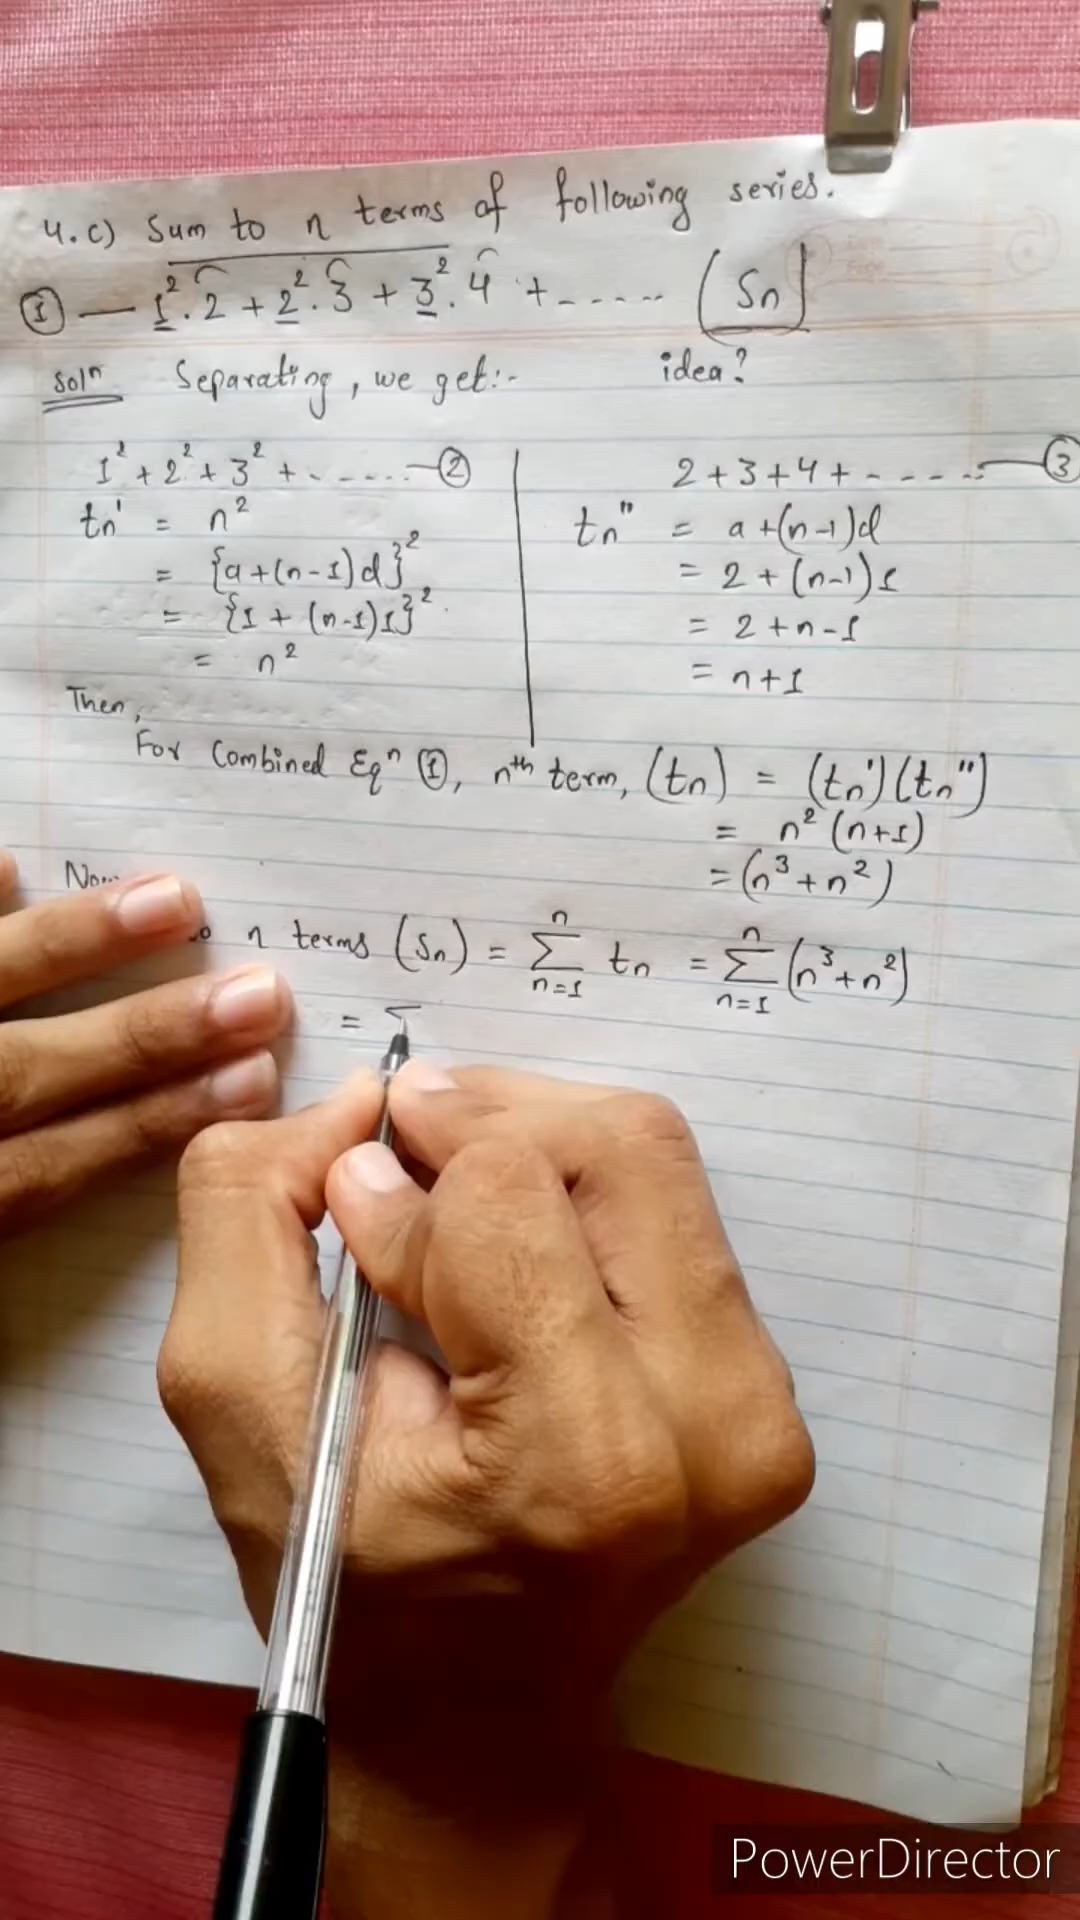 4.c) Sum to n terms of following series.
① — 1².2 + 2².3 + 3².4 + ------ (Sn)
Solⁿ Separating, we get:- idea?
1² + 2² + 3² + ------ —②
tn' = n²
= {a+(n-1)d}²
= {1 + (n-1)1}²
= n²
2+3+4+ ----- —③
tn" = a+(n-1)d
= 2 + (n-1)1
= 2+n-1
= n+1
Then,
For Combined Eqⁿ ①, nᵗʰ term, (tn) = (tn')(tn")
= n² (n+1)
= (n³+n²)
n terms (Sn) = n ∑ n=1 tn = n ∑ n=1 (n³+n²)
=
PowerDirector